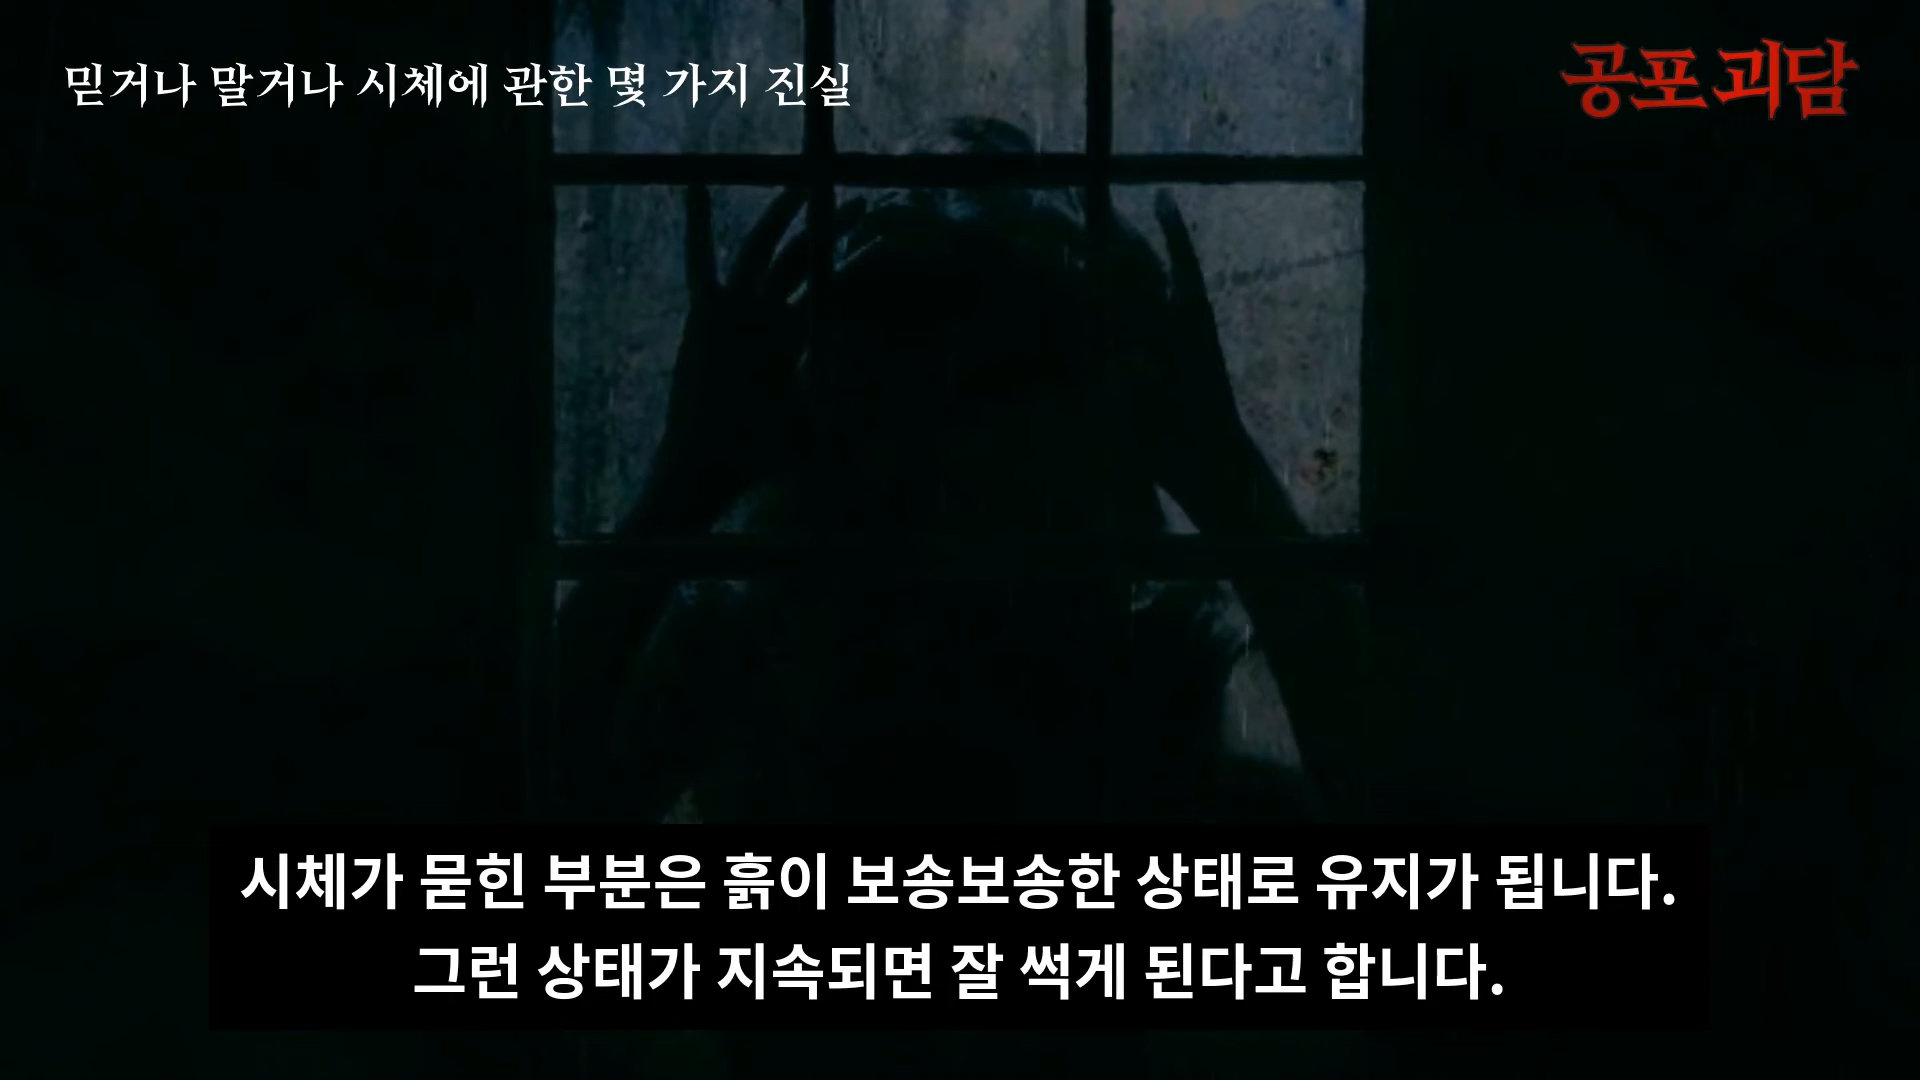 믿거나 말거나 시체에 관한 몇 가지 진실
공포괴담
시체가 묻힌 부분은 흙이 보송보송한 상태로 유지가 됩니다.
그런 상태가 지속되면 잘 썩게 된다고 합니다.